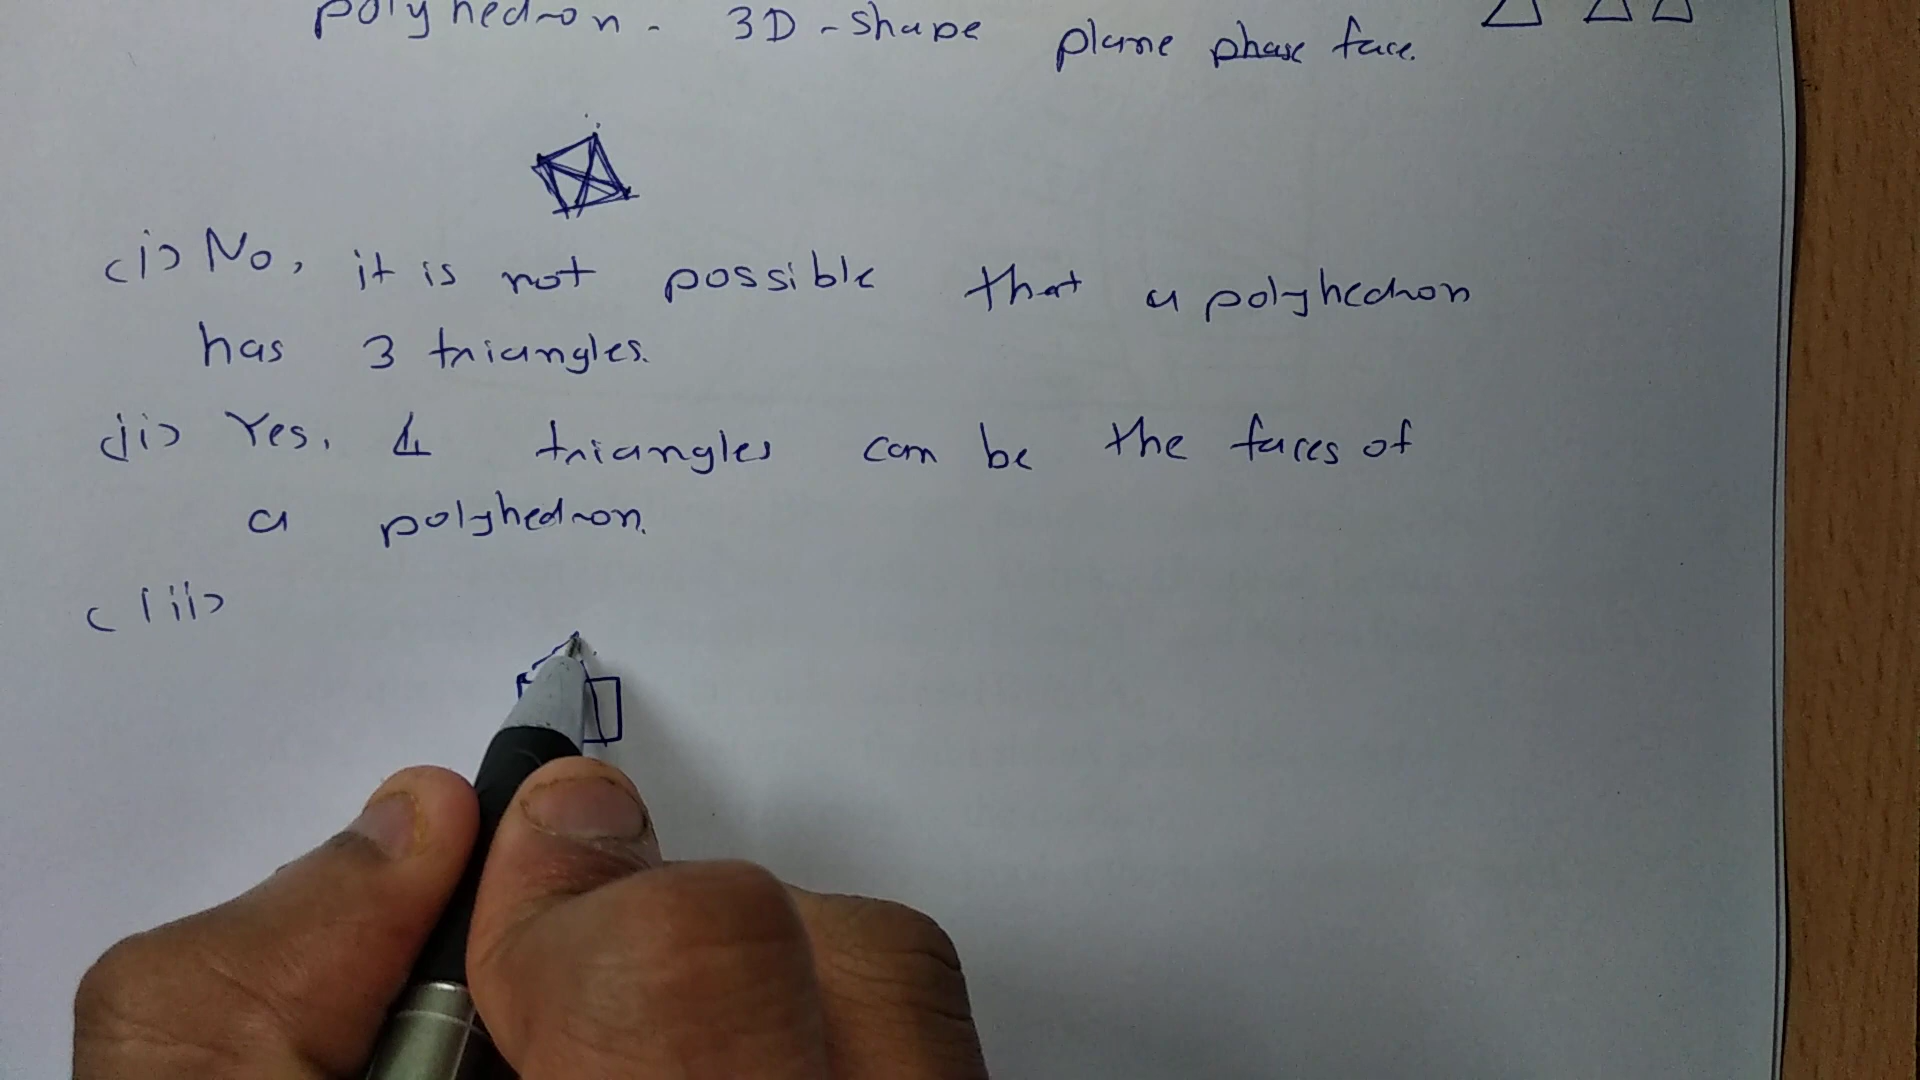 polyhedron - 3D - shape plane phase face.
(i) No, it is not possible that a polyhedron
has 3 triangles.
(ii) Yes, 4 triangles can be the faces of
a polyhedron.
(iii)